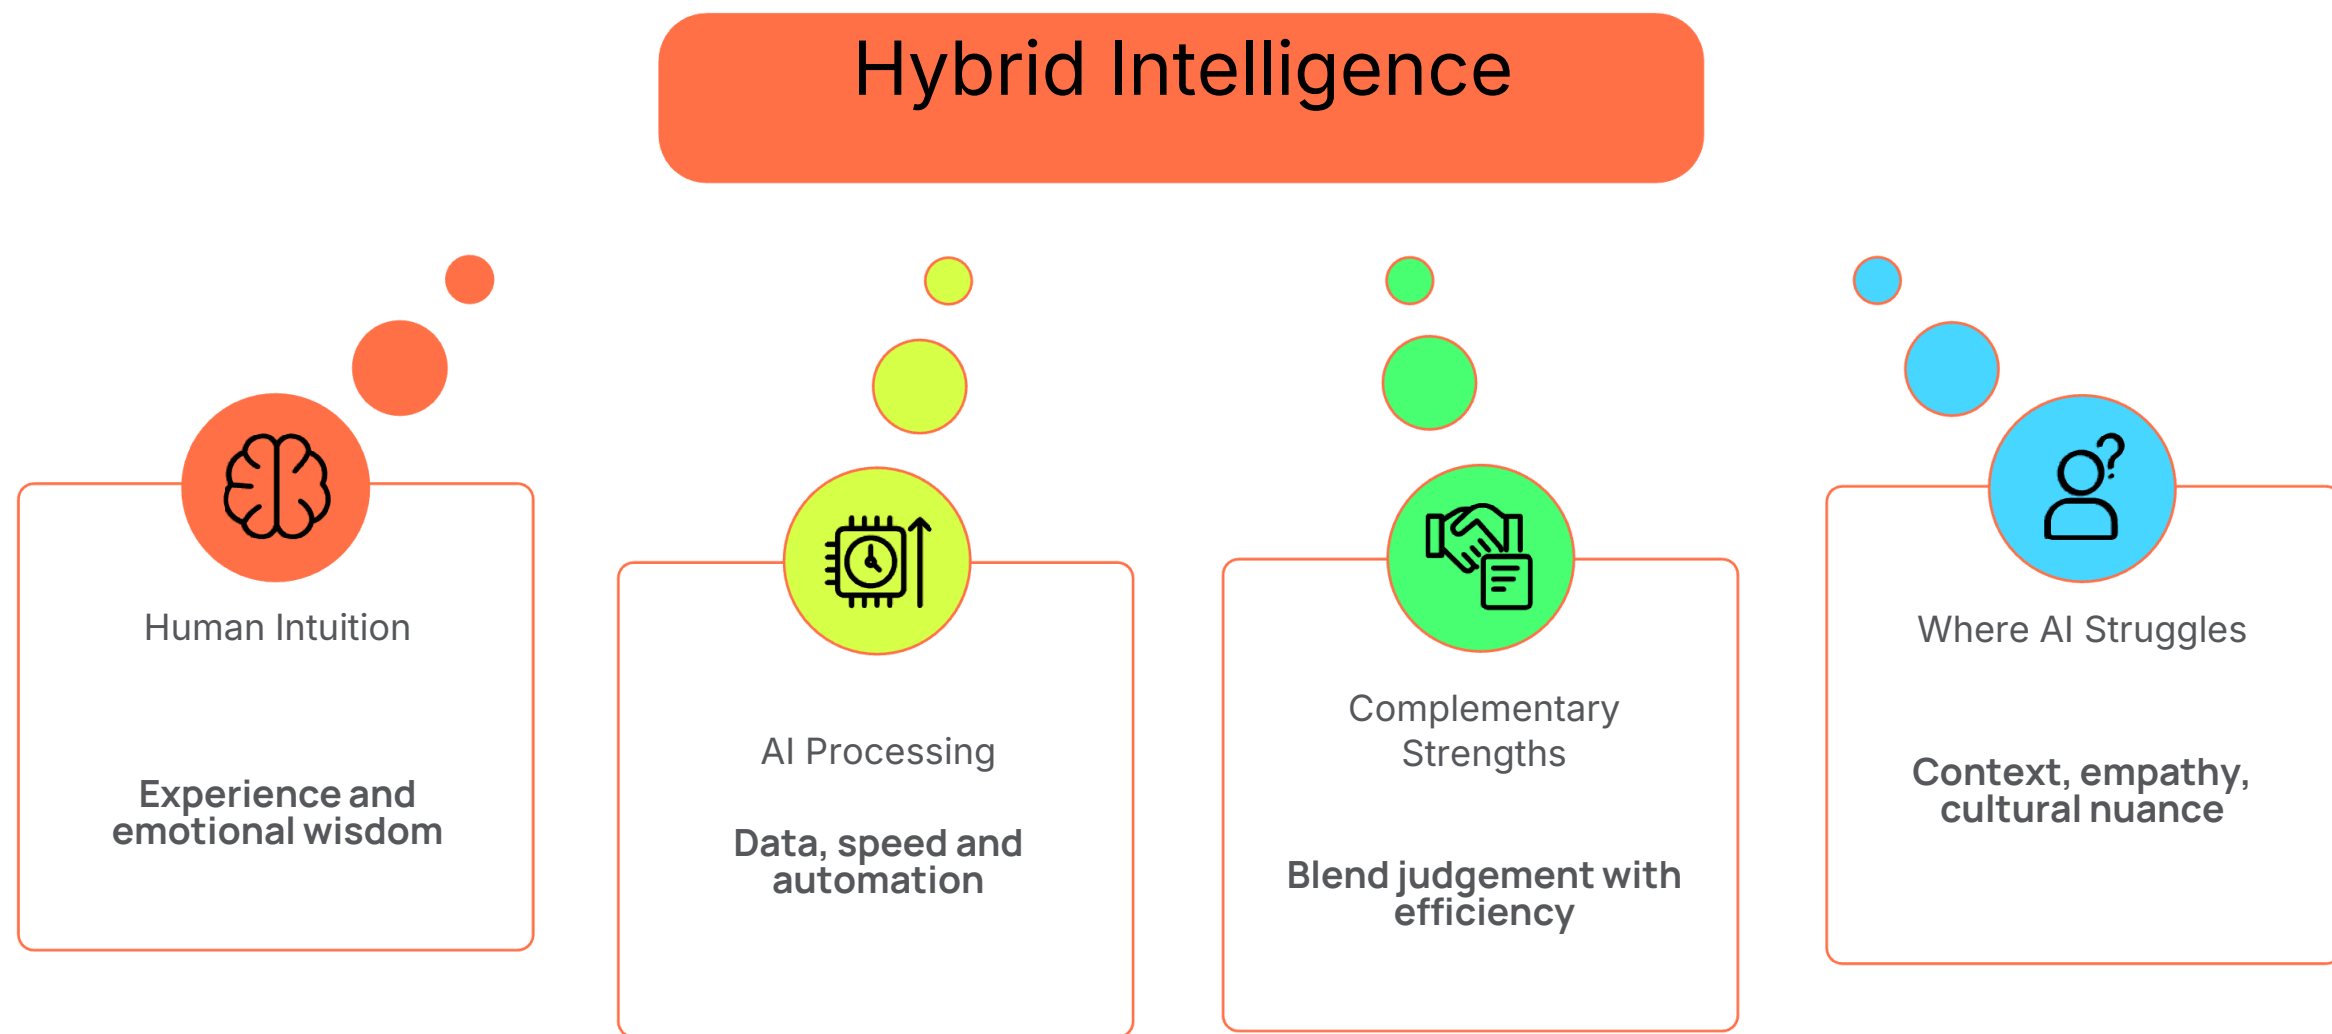 Hybrid Intelligence
Human Intuition
Experience and
emotional wisdom
AI Processing
Data, speed and
automation
Complementary
Strengths
Blend judgement with
efficiency
Where AI Struggles
Context, empathy,
cultural nuance